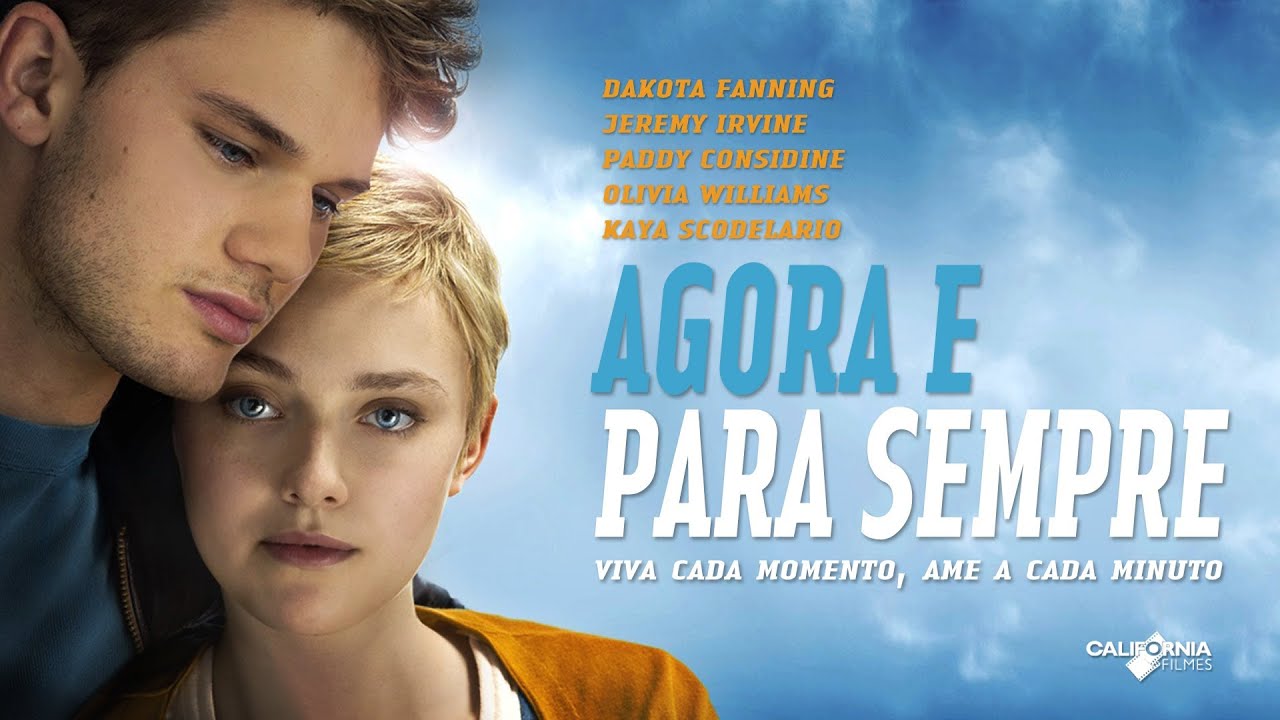 DAKOTA FANNING
JEREMY IRVINE
PADDY CONSIDINE
OLIVIA WILLIAMS
KAYA SCODELARIO
AGORA E
PARA SEMPRE
VIVA CADA MOMENTO, AME A CADA MINUTO
CALIFORNIA
FILMES